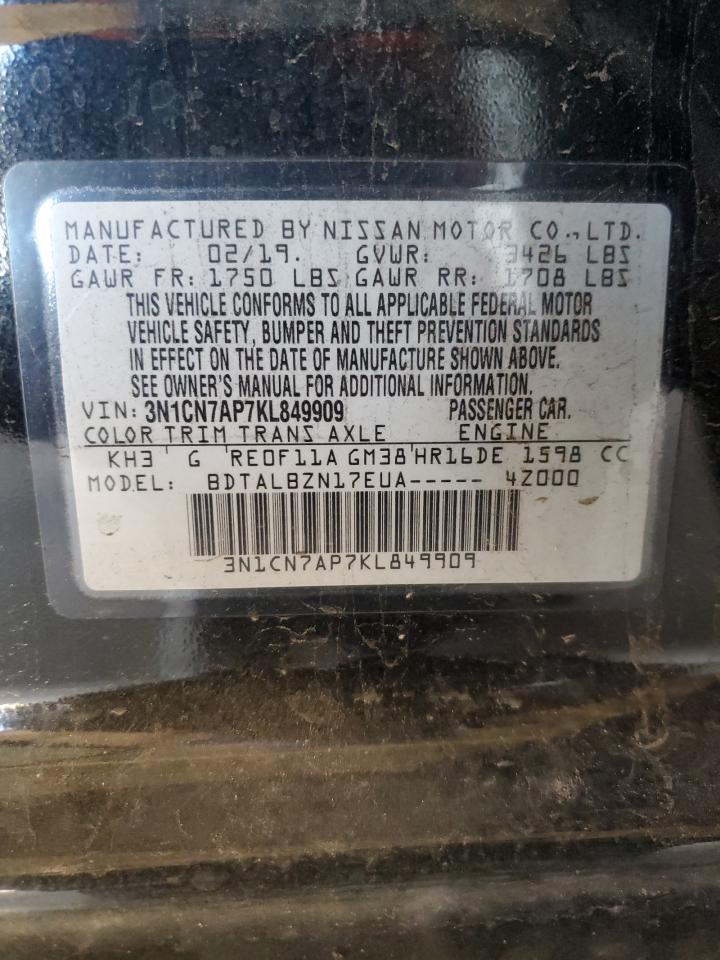 MANUFACTURED BY NISSAN MOTOR CO.,LTD.
DATE: 02/19. GVWR: 3426 LBS
GAWR FR: 1750 LBS GAWR RR: 1708 LBS
THIS VEHICLE CONFORMS TO ALL APPLICABLE FEDERAL MOTOR
VEHICLE SAFETY, BUMPER AND THEFT PREVENTION STANDARDS
IN EFFECT ON THE DATE OF MANUFACTURE SHOWN ABOVE.
SEE OWNER'S MANUAL FOR ADDITIONAL INFORMATION.
VIN: 3N1CN7AP7KL849909 PASSENGER CAR.
COLOR TRIM TRANS AXLE ENGINE
KH3 G RE0F11A GM38 HR16DE 1598 CC
MODEL: BDTALBZN17EUA----- 4Z000
3N1CN7AP7KL849909